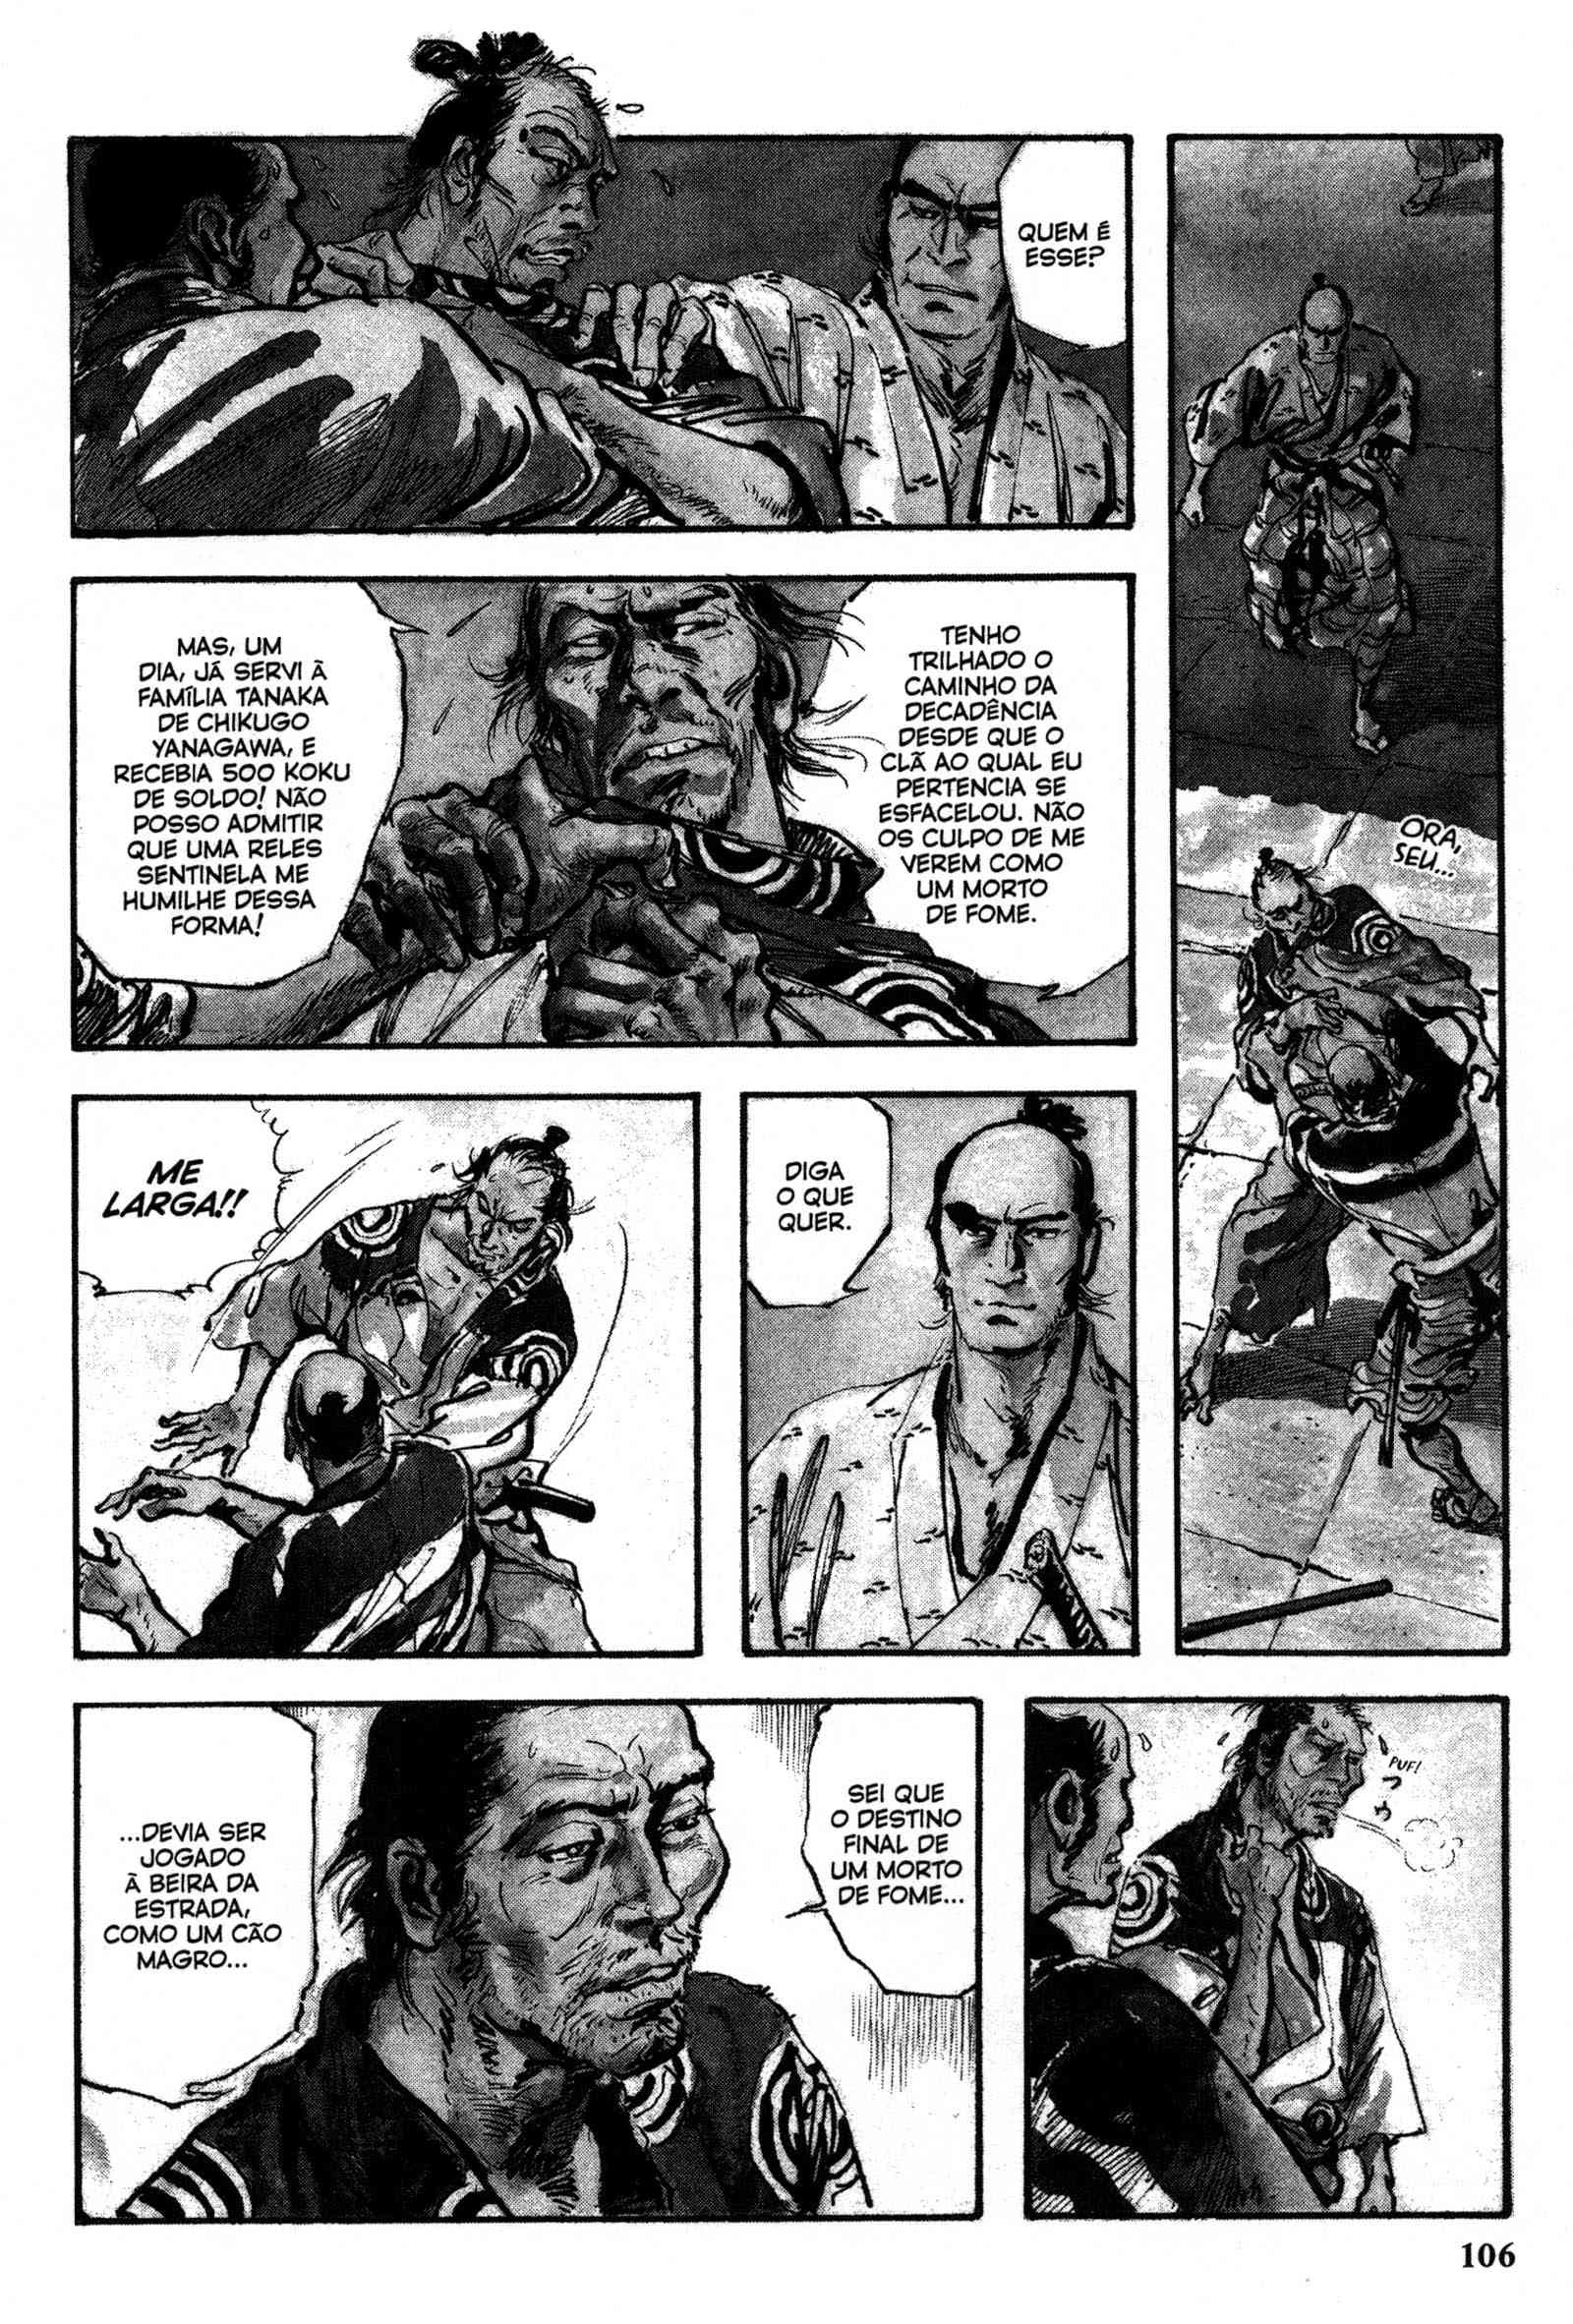 ORA,
SEU...
QUEM É
ESSE?
TENHO
TRILHADO O
CAMINHO DA
DECADÊNCIA
DESDE QUE O
CLÃ AO QUAL EU
PERTENCIA SE
ESFACELOU. NÃO
OS CULPO DE ME
VEREM COMO
UM MORTO
DE FOME.
MAS, UM
DIA, JÁ SERVI À
FAMÍLIA TANAKA
DE CHIKUGO
YANAGAWA, E
RECEBIA 500 KOKU
DE SOLDO! NÃO
POSSO ADMITIR
QUE UMA RELES
SENTINELA ME
HUMILHE DESSA
FORMA!
DIGA
O QUE
QUER.
ME
LARGA!!
PUF!
つ
ウ
SEI QUE
O DESTINO
FINAL DE
UM MORTO
DE FOME...
...DEVIA SER
JOGADO
À BEIRA DA
ESTRADA,
COMO UM CÃO
MAGRO...
106